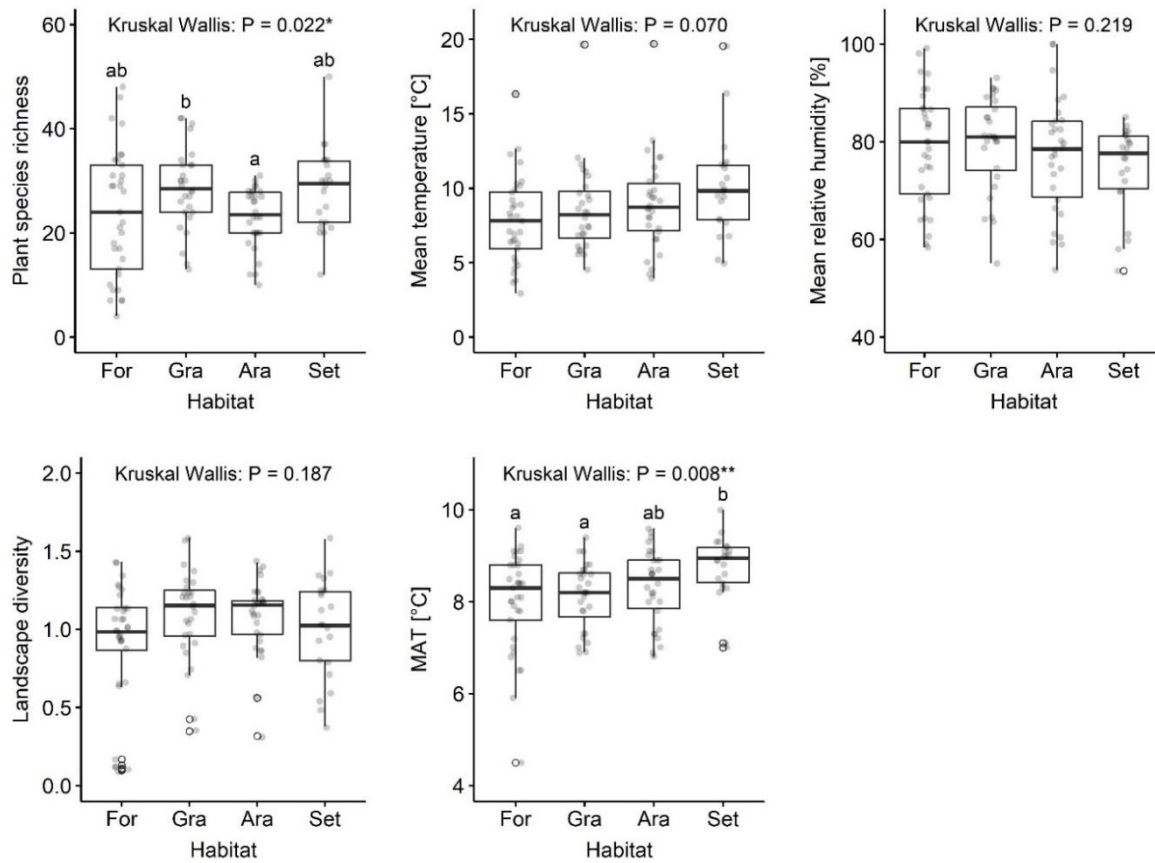 Kruskal Wallis: P = 0.022*
Plant species richness
60
40
20
0
ab
b
a
ab
For Gra Ara Set
Habitat
Kruskal Wallis: P = 0.070
Mean temperature [°C]
20
15
10
5
0
For Gra Ara Set
Habitat
Kruskal Wallis: P = 0.219
Mean relative humidity [%]
100
80
60
40
For Gra Ara Set
Habitat
Kruskal Wallis: P = 0.187
Landscape diversity
2.0
1.5
1.0
0.5
0.0
For Gra Ara Set
Habitat
Kruskal Wallis: P = 0.008**
MAT [°C]
10
8
6
4
a
a
ab
b
For Gra Ara Set
Habitat